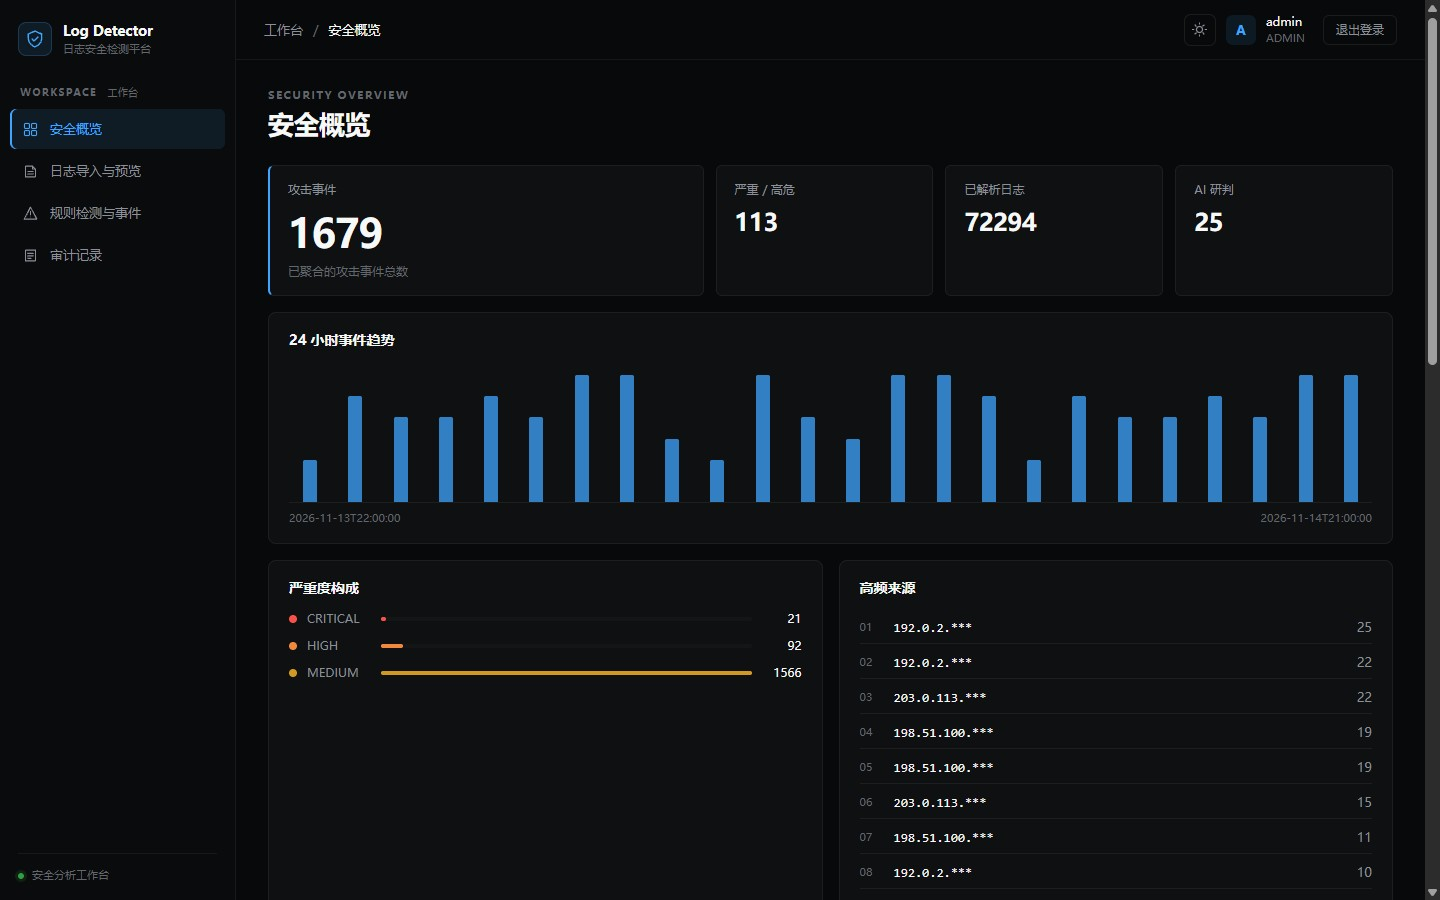 Log Detector
日志安全检测平台
WORKSPACE 工作台
安全概览
日志导入与预览
规则检测与事件
审计记录
安全分析工作台
工作台 / 安全概览
A
admin
ADMIN
退出登录
SECURITY OVERVIEW
安全概览
攻击事件
1679
已聚合的攻击事件总数
严重 / 高危
113
已解析日志
72294
AI 研判
25
24 小时事件趋势
2026-11-13T22:00:00
2026-11-14T21:00:00
严重度构成
CRITICAL 21
HIGH 92
MEDIUM 1566
高频来源
01 192.0.2.*** 25
02 192.0.2.*** 22
03 203.0.113.*** 22
04 198.51.100.*** 19
05 198.51.100.*** 19
06 203.0.113.*** 15
07 198.51.100.*** 11
08 192.0.2.*** 10